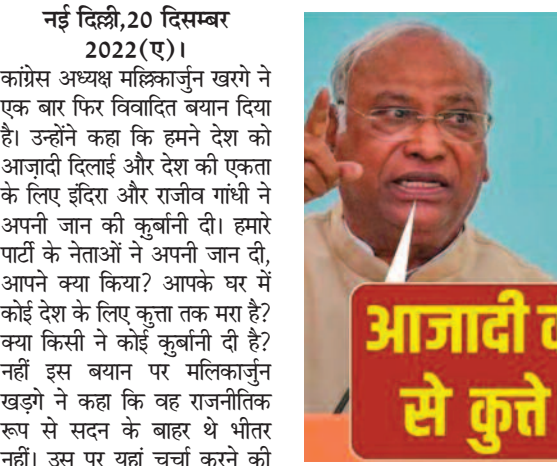 नई दिल्ली,20 दिसम्बर
2022(ए)।
कांग्रेस अध्यक्ष मल्लिकार्जुन खरगे ने
एक बार फिर विवादित बयान दिया
है। उन्होंने कहा कि हमने देश को
आज़ादी दिलाई और देश की एकता
के लिए इंदिरा और राजीव गांधी ने
अपनी जान की कुर्बानी दी। हमारे
पार्टी के नेताओं ने अपनी जान दी,
आपने क्या किया? आपके घर में
कोई देश के लिए कुत्ता तक मरा है?
क्या किसी ने कोई कुर्बानी दी है?
नहीं इस बयान पर मलिकार्जुन
खड़गे ने कहा कि वह राजनीतिक
रूप से सदन के बाहर थे भीतर
नहीं। उस पर यहां चर्चा करने की
आजादी
से कुत्ते